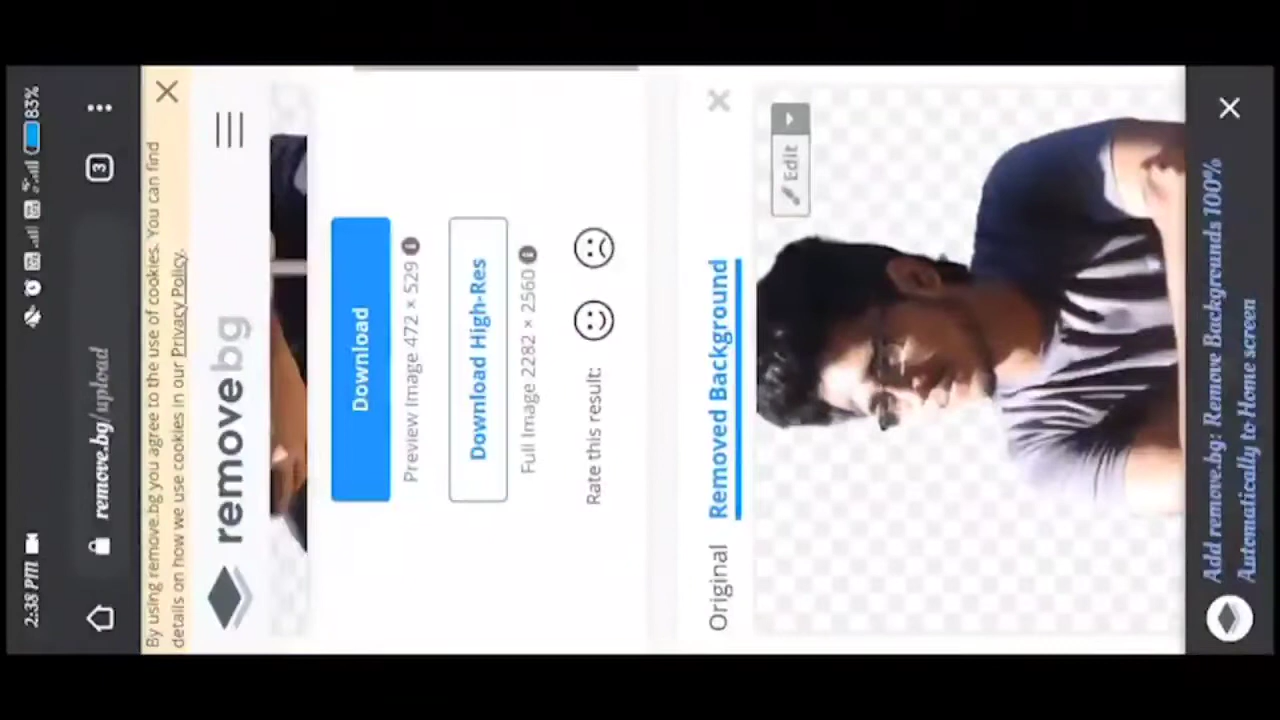 2:38 PM
83%
remove.bg/upload
3
By using remove.bg you agree to the use of cookies. You can find
details on how we use cookies in our Privacy Policy.
removebg
Download
Preview Image 472 × 529
Download High-Res
Full Image 2282 × 2560
Rate this result:
Original Removed Background
Edit
Add remove.bg: Remove Backgrounds 100%
Automatically to Home screen